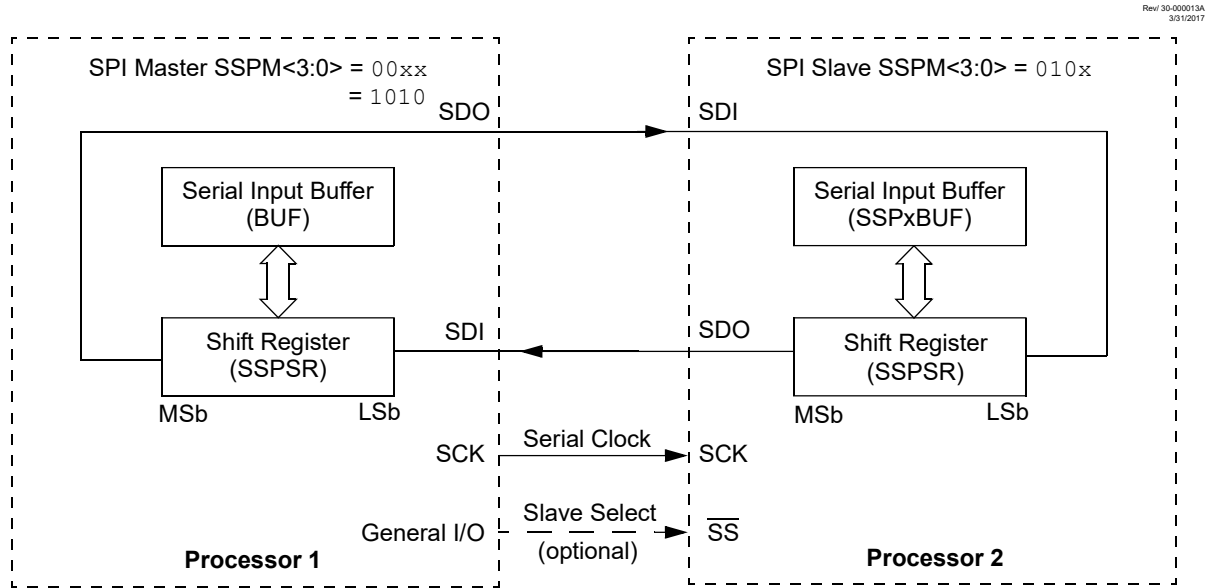 Rev/ 30-000013A
3/31/2017
SPI Master SSPM<3:0> = 00xx
= 1010
SDO
Serial Input Buffer
(BUF)
Shift Register
(SSPSR)
MSb
LSb
SDI
SCK
General I/O
Processor 1
Serial Clock
Slave Select
(optional)
SPI Slave SSPM<3:0> = 010x
SDI
Serial Input Buffer
(SSPxBUF)
SDO
Shift Register
(SSPSR)
MSb
LSb
SCK
S̅S̅
Processor 2